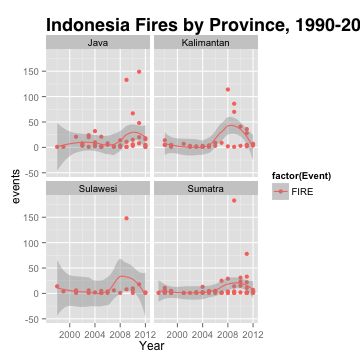 Indonesia Fires by Province, 1990-20
Java Kalimantan
150
100
50
0
-50
Sulawesi Sumatra
150
100
50
0
-50
2000 2004 2008 2012 2000 2004 2008 2012
Year
events
factor(Event)
FIRE